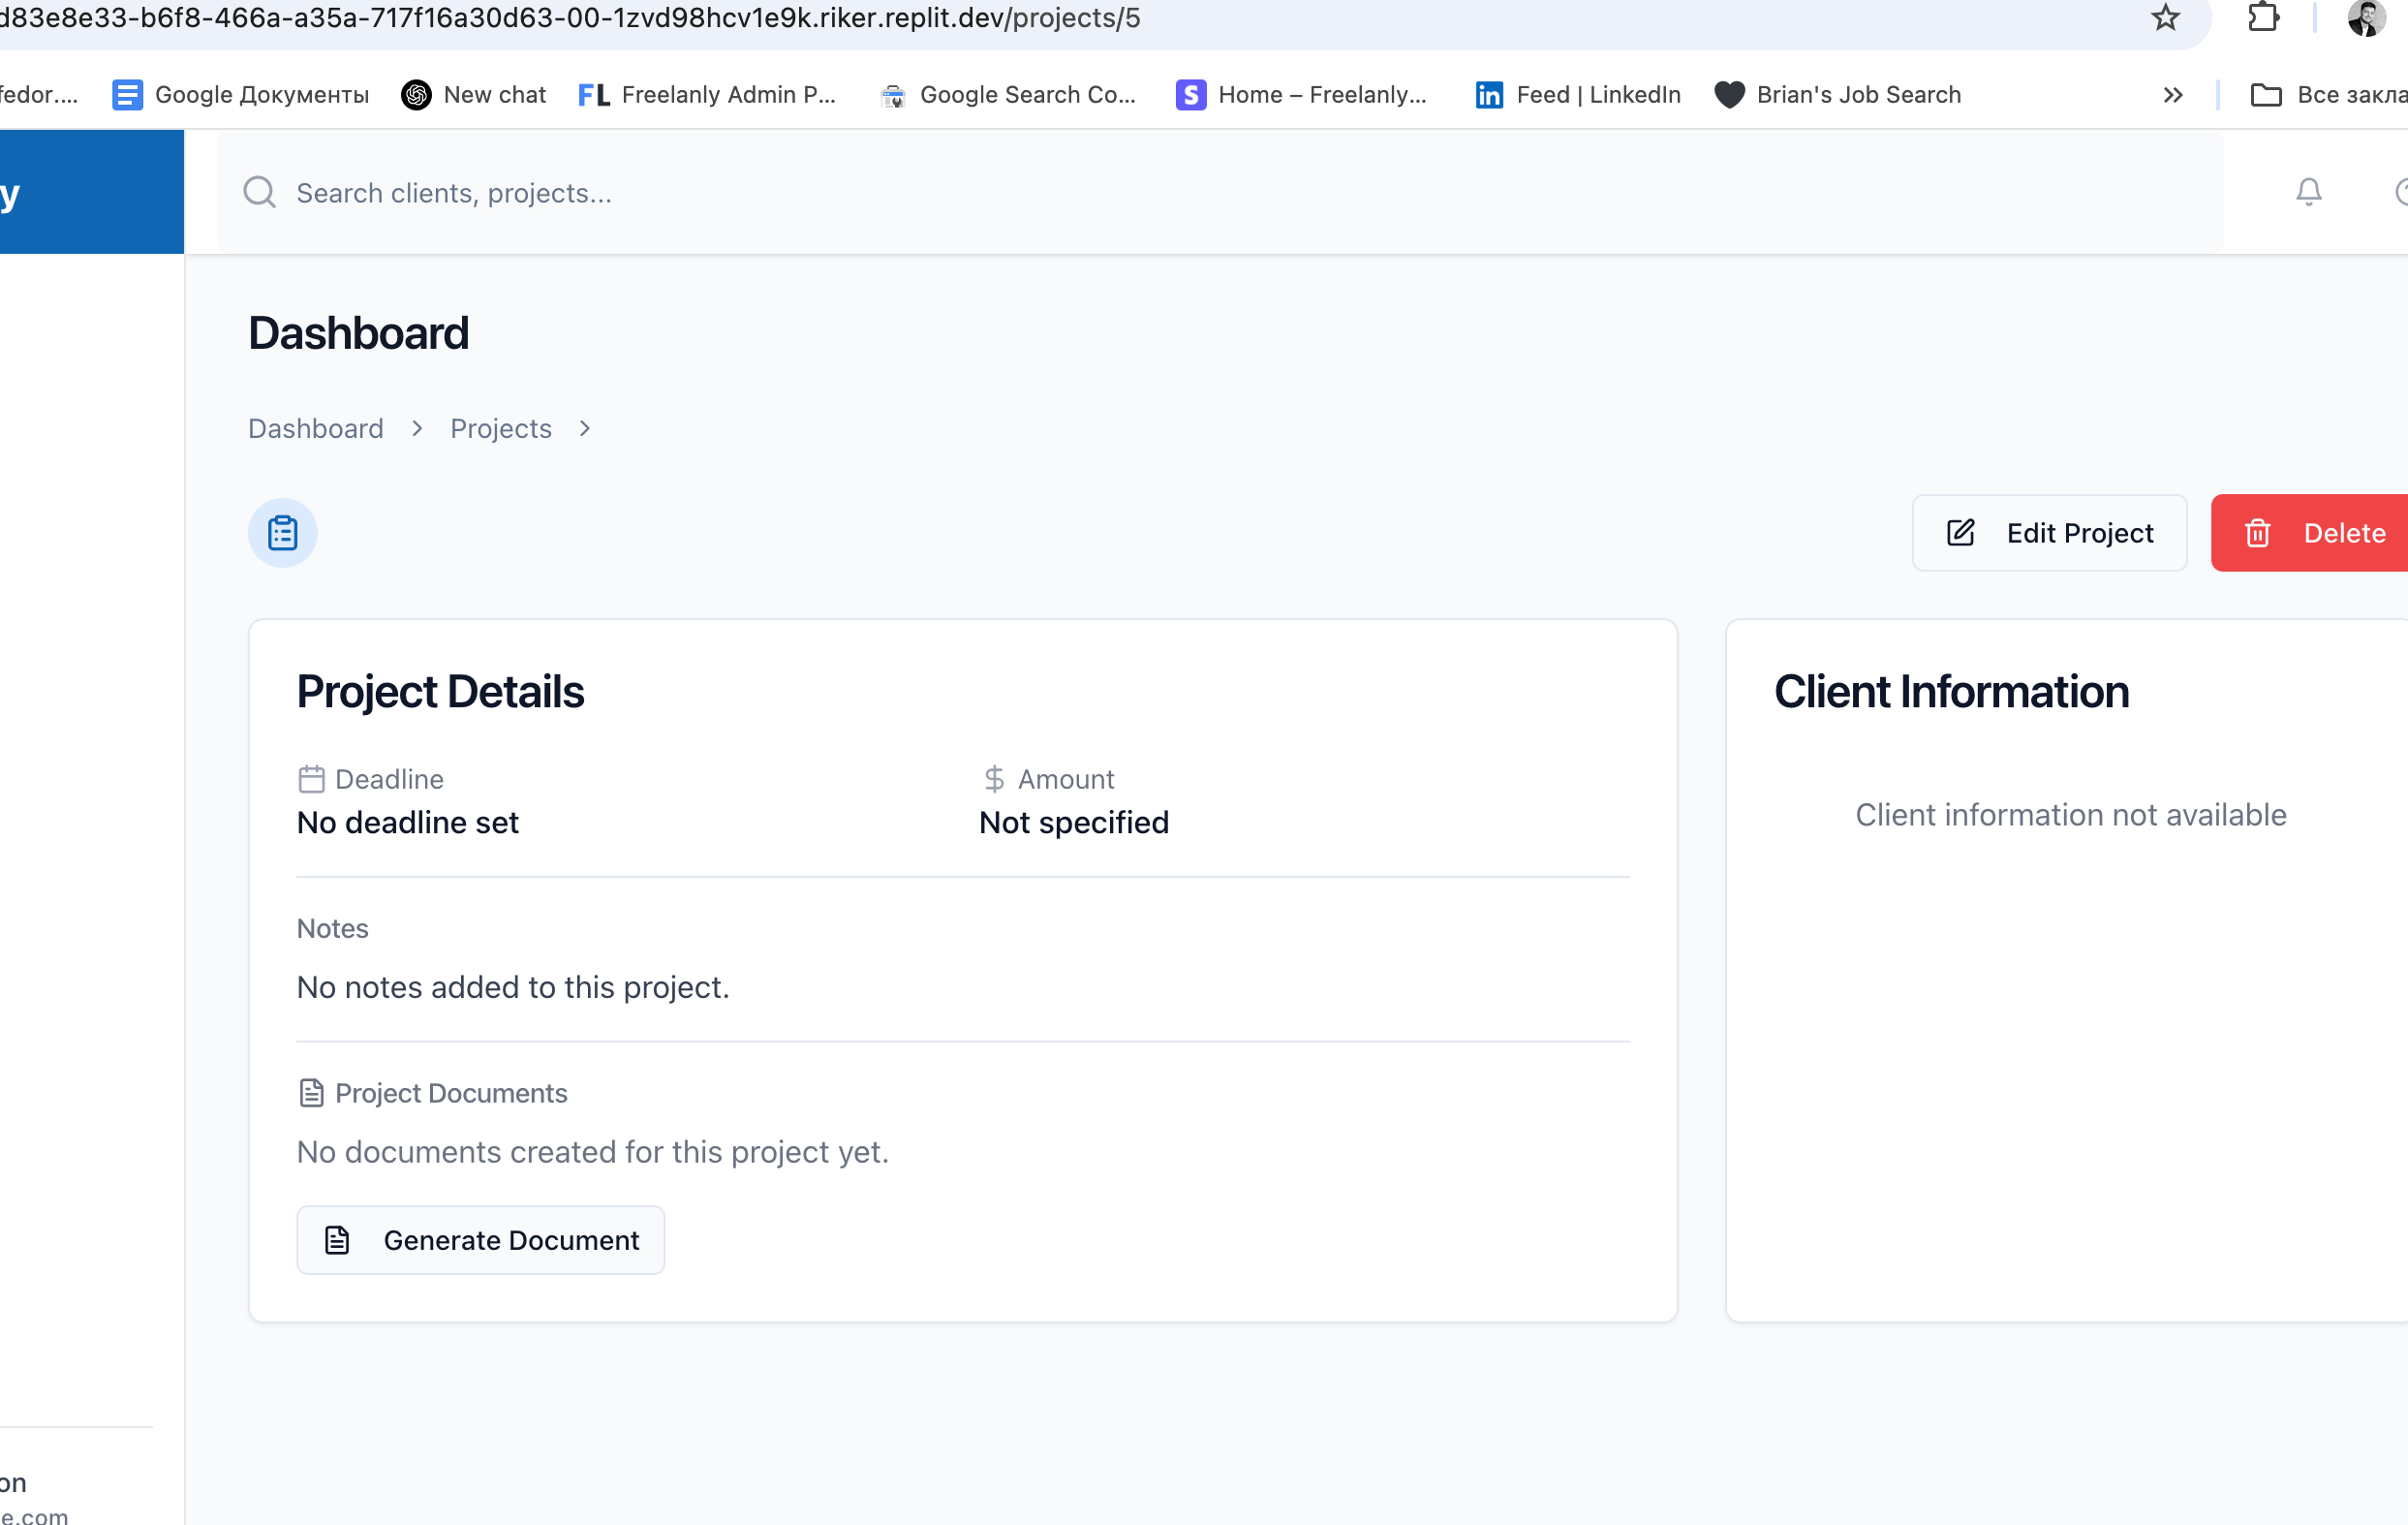 d83e8e33-b6f8-466a-a35a-717f16a30d63-00-1zvd98hcv1e9k.riker.replit.dev/projects/5
fedor.... Google Документы New chat FL Freelanly Admin P... Google Search Co... S Home – Freelanly... in Feed | LinkedIn Brian's Job Search » Все закла
y
Search clients, projects...
Dashboard
Dashboard > Projects >
Edit Project
Delete
Project Details
Deadline
No deadline set
$ Amount
Not specified
Notes
No notes added to this project.
Project Documents
No documents created for this project yet.
Generate Document
Client Information
Client information not available
on
e.com